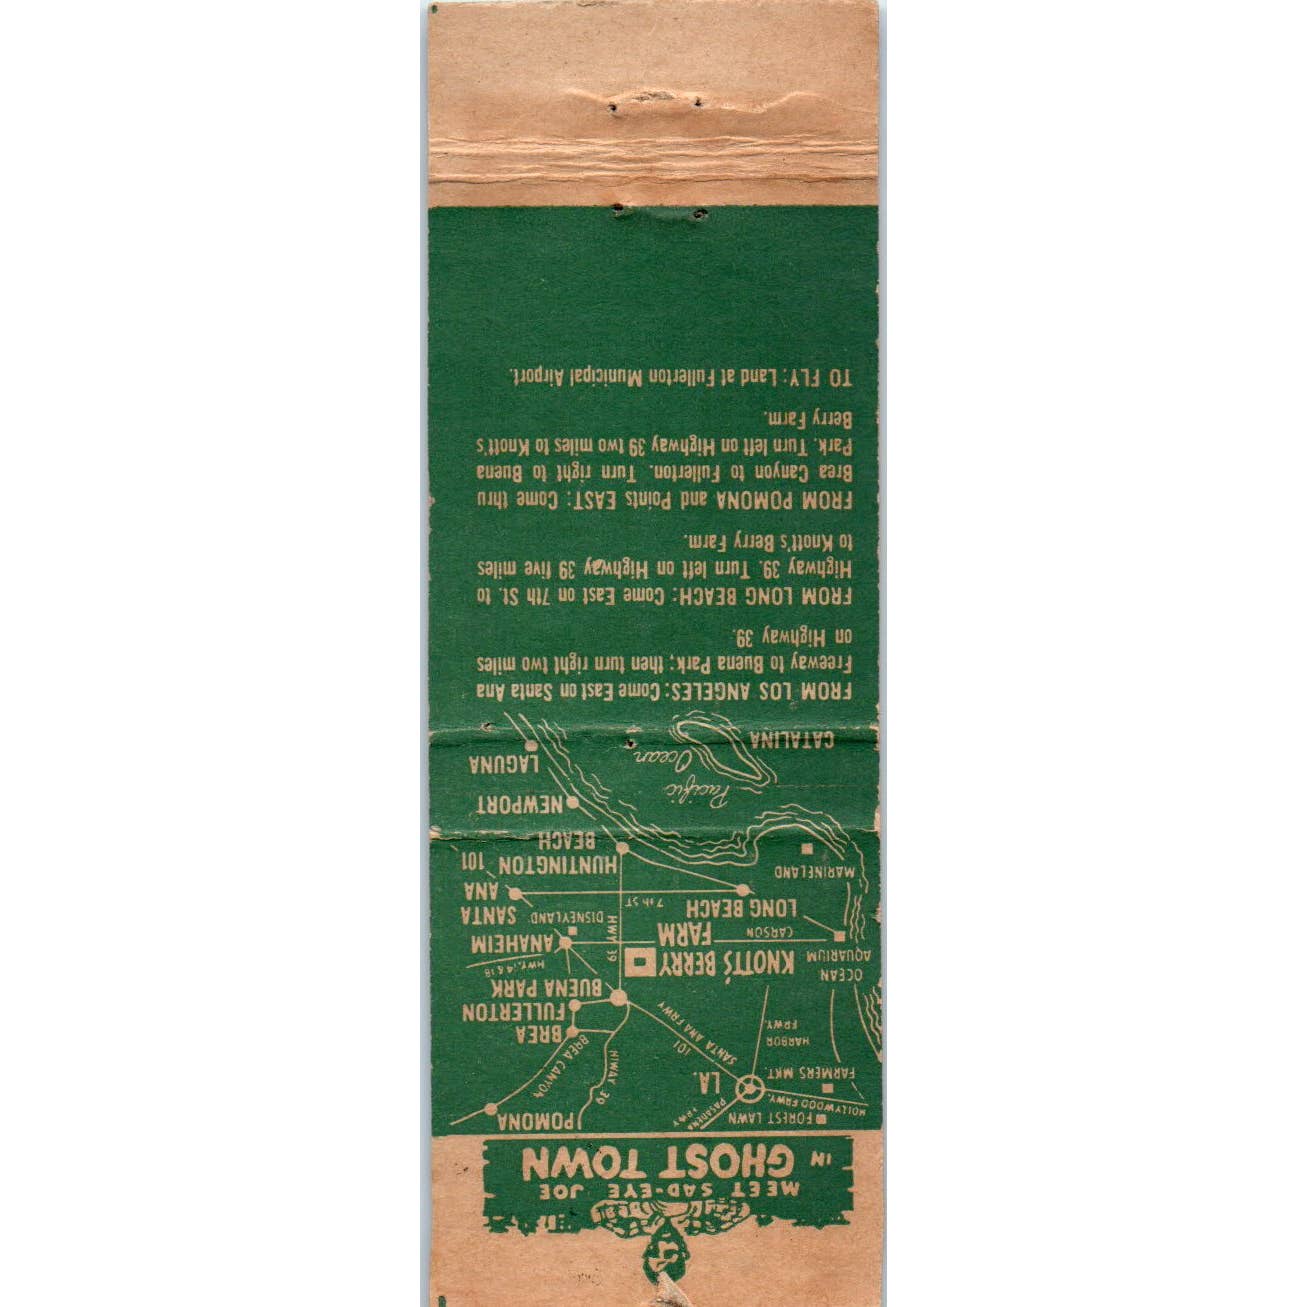 MEET SAD-EYE JOE
IN GHOST TOWN
FOREST LAWN
HOLLYWOOD FRWY.
PASADENA
FRWY
POMONA
FARMERS MKT.
L.A.
HIWAY 39
BREA CANYON
HARBOR
FRWY.
101
SANTA ANA FRWY
BREA
FULLERTON
BUENA PARK
OCEAN
AQUARIUM
KNOTT'S BERRY
FARM
HWY. 39
HWY. 14 & 18
ANAHEIM
CARSON
DISNEYLAND
SANTA
ANA
LONG BEACH
7th ST
MARINELAND
HUNTINGTON
BEACH
101
NEWPORT
Pacific
Ocean
LAGUNA
CATALINA
FROM LOS ANGELES: Come East on Santa Ana
Freeway to Buena Park; then turn right two miles
on Highway 39.
FROM LONG BEACH: Come East on 7th St. to
Highway 39. Turn left on Highway 39 five miles
to Knott's Berry Farm.
FROM POMONA and Points EAST: Come thru
Brea Canyon to Fullerton. Turn right to Buena
Park. Turn left on Highway 39 two miles to Knott's
Berry Farm.
TO FLY: Land at Fullerton Municipal Airport.